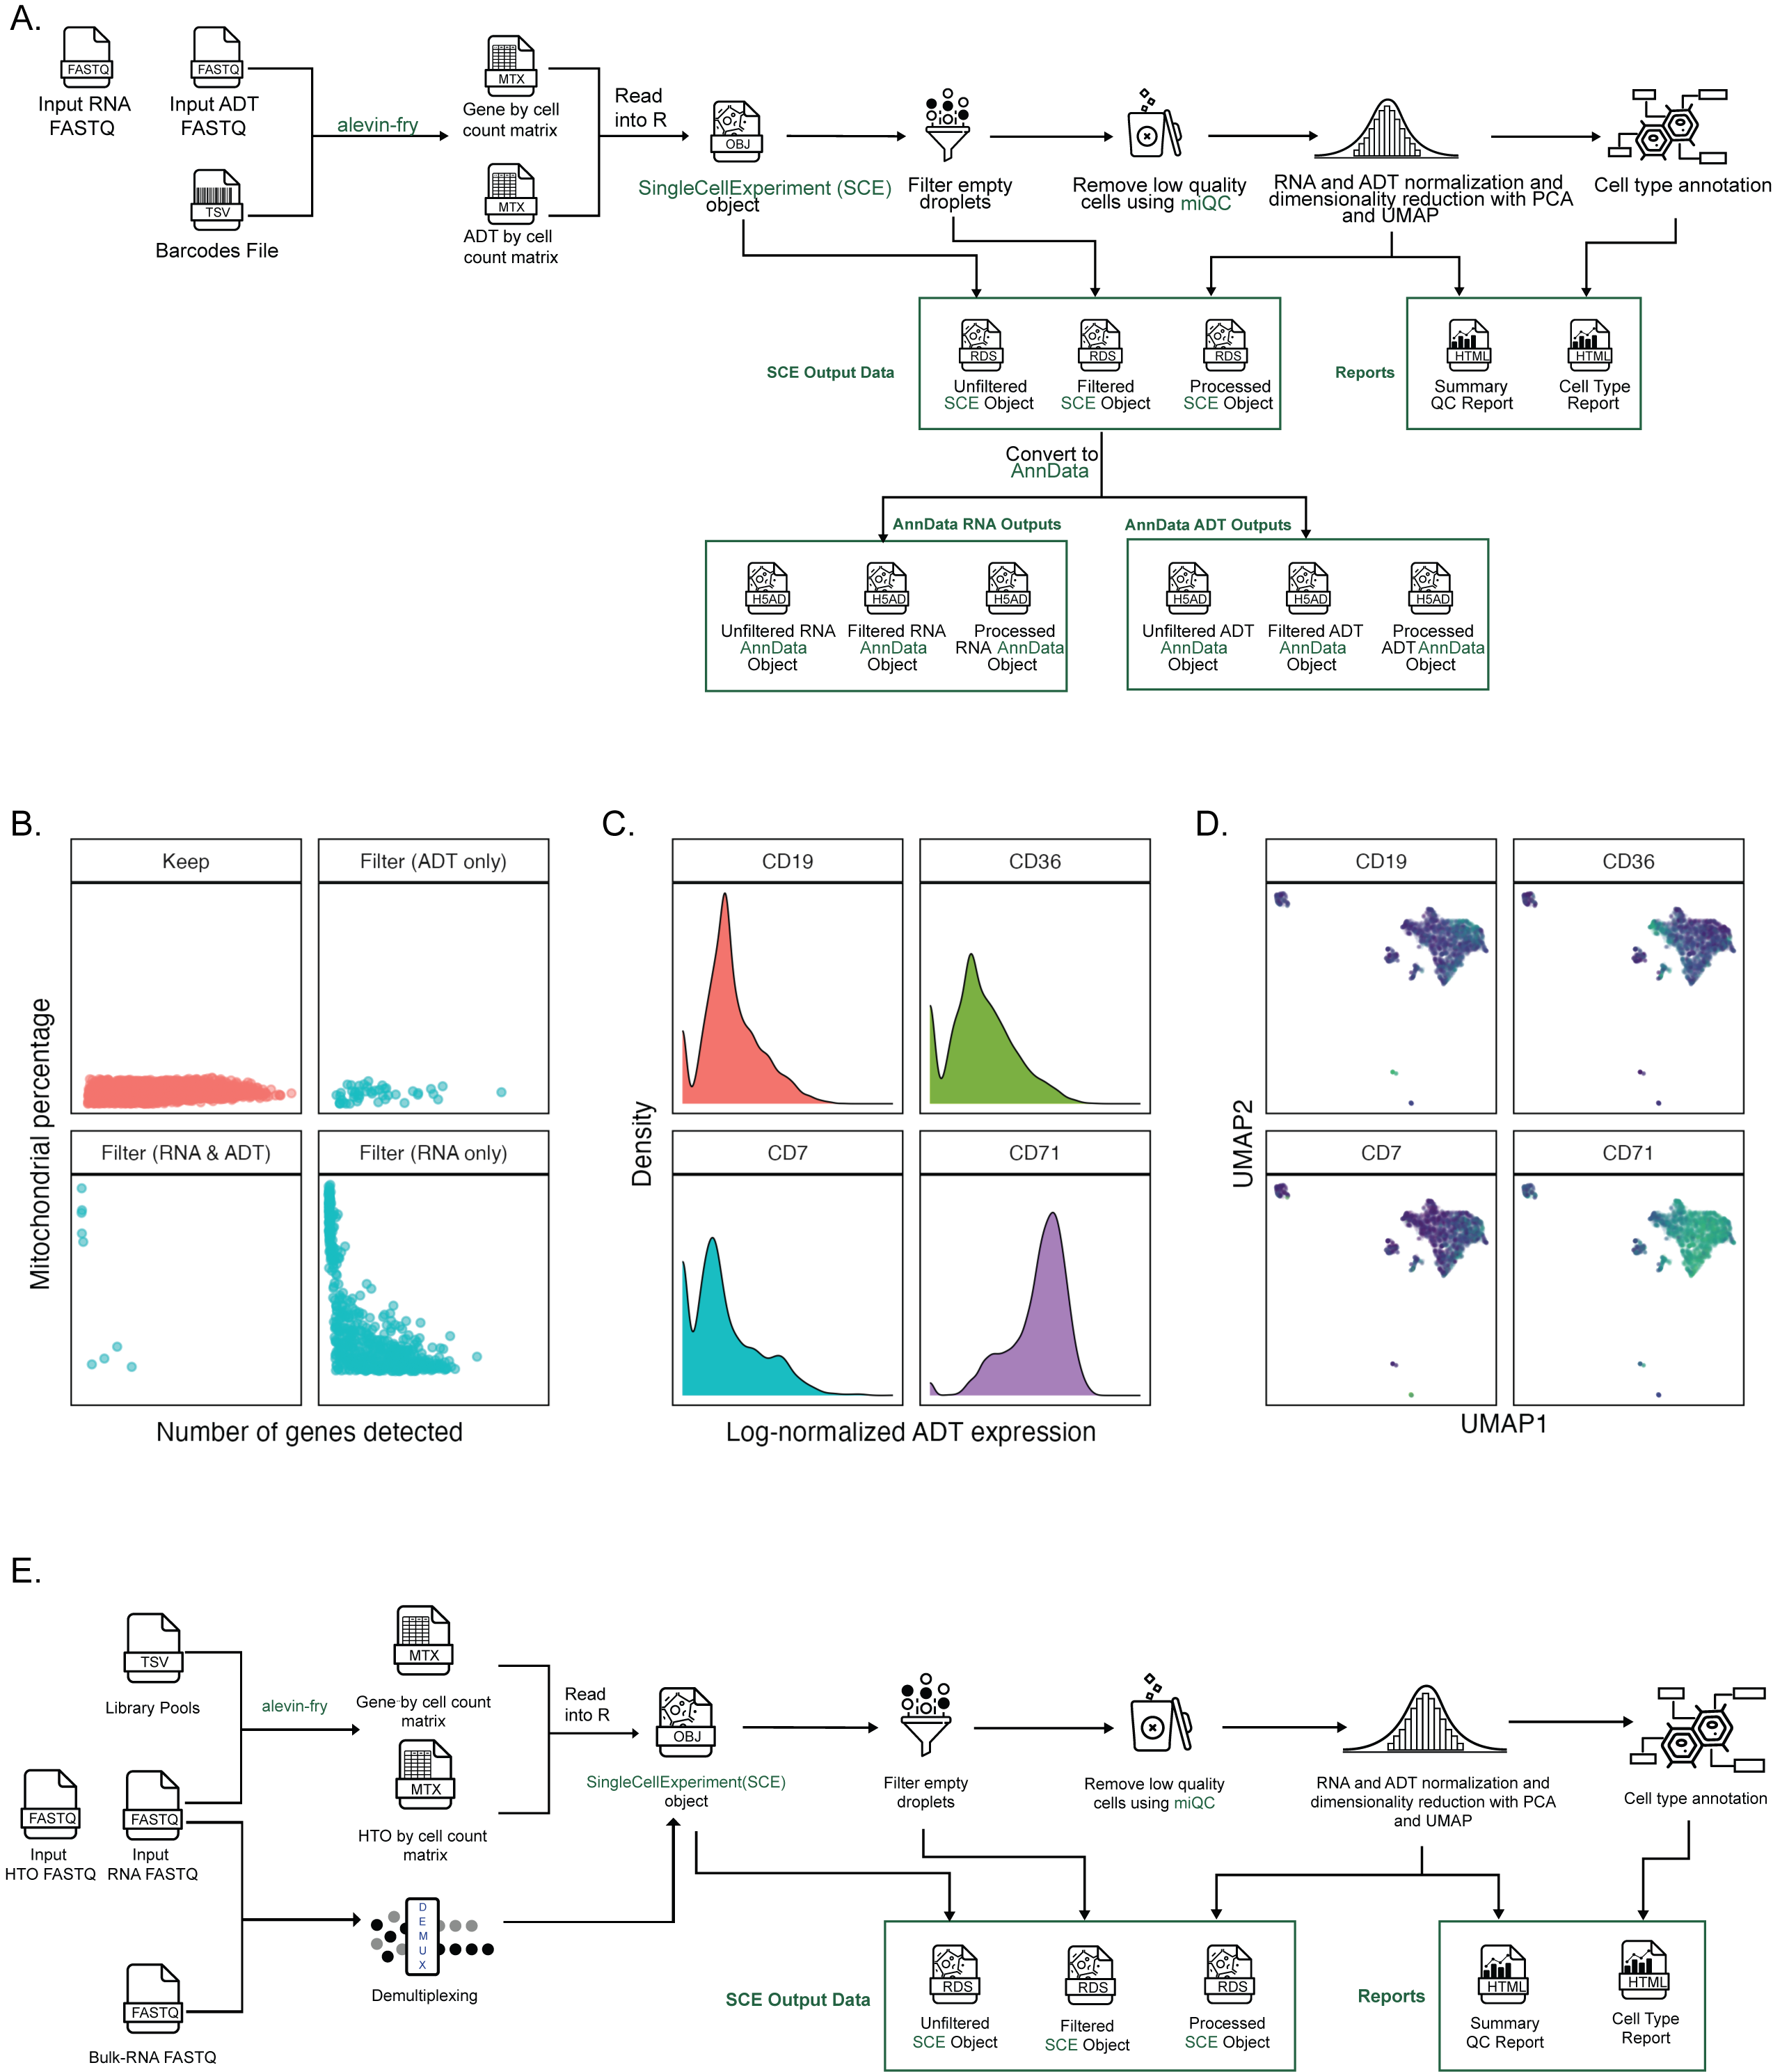 A.
FASTQ
Input RNA
FASTQ
FASTQ
Input ADT
FASTQ
TSV
Barcodes File
alevin-fry
MTX
Gene by cell
count matrix
MTX
ADT by cell
count matrix
Read
into R
OBJ
SingleCellExperiment (SCE)
object
Filter empty
droplets
Remove low quality
cells using miQC
RNA and ADT normalization and
dimensionality reduction with PCA
and UMAP
Cell type annotation
SCE Output Data
RDS
Unfiltered
SCE Object
RDS
Filtered
SCE Object
RDS
Processed
SCE Object
Reports
HTML
Summary
QC Report
HTML
Cell Type
Report
Convert to
AnnData
AnnData RNA Outputs
H5AD
Unfiltered RNA
AnnData
Object
H5AD
Filtered RNA
AnnData
Object
H5AD
Processed
RNA AnnData
Object
AnnData ADT Outputs
H5AD
Unfiltered ADT
AnnData
Object
H5AD
Filtered ADT
AnnData
Object
H5AD
Processed
ADT AnnData
Object
B.
Keep
Filter (ADT only)
Filter (RNA & ADT)
Filter (RNA only)
Mitochondrial percentage
Number of genes detected
C.
CD19
CD36
CD7
CD71
Density
Log-normalized ADT expression
D.
CD19
CD36
CD7
CD71
UMAP2
UMAP1
E.
TSV
Library Pools
FASTQ
Input
HTO FASTQ
FASTQ
Input
RNA FASTQ
FASTQ
Bulk-RNA FASTQ
alevin-fry
MTX
Gene by cell count
matrix
MTX
HTO by cell count
matrix
DEMUX
Demultiplexing
Read
into R
OBJ
SingleCellExperiment(SCE)
object
Filter empty
droplets
Remove low quality
cells using miQC
RNA and ADT normalization and
dimensionality reduction with PCA
and UMAP
Cell type annotation
SCE Output Data
RDS
Unfiltered
SCE Object
RDS
Filtered
SCE Object
RDS
Processed
SCE Object
Reports
HTML
Summary
QC Report
HTML
Cell Type
Report